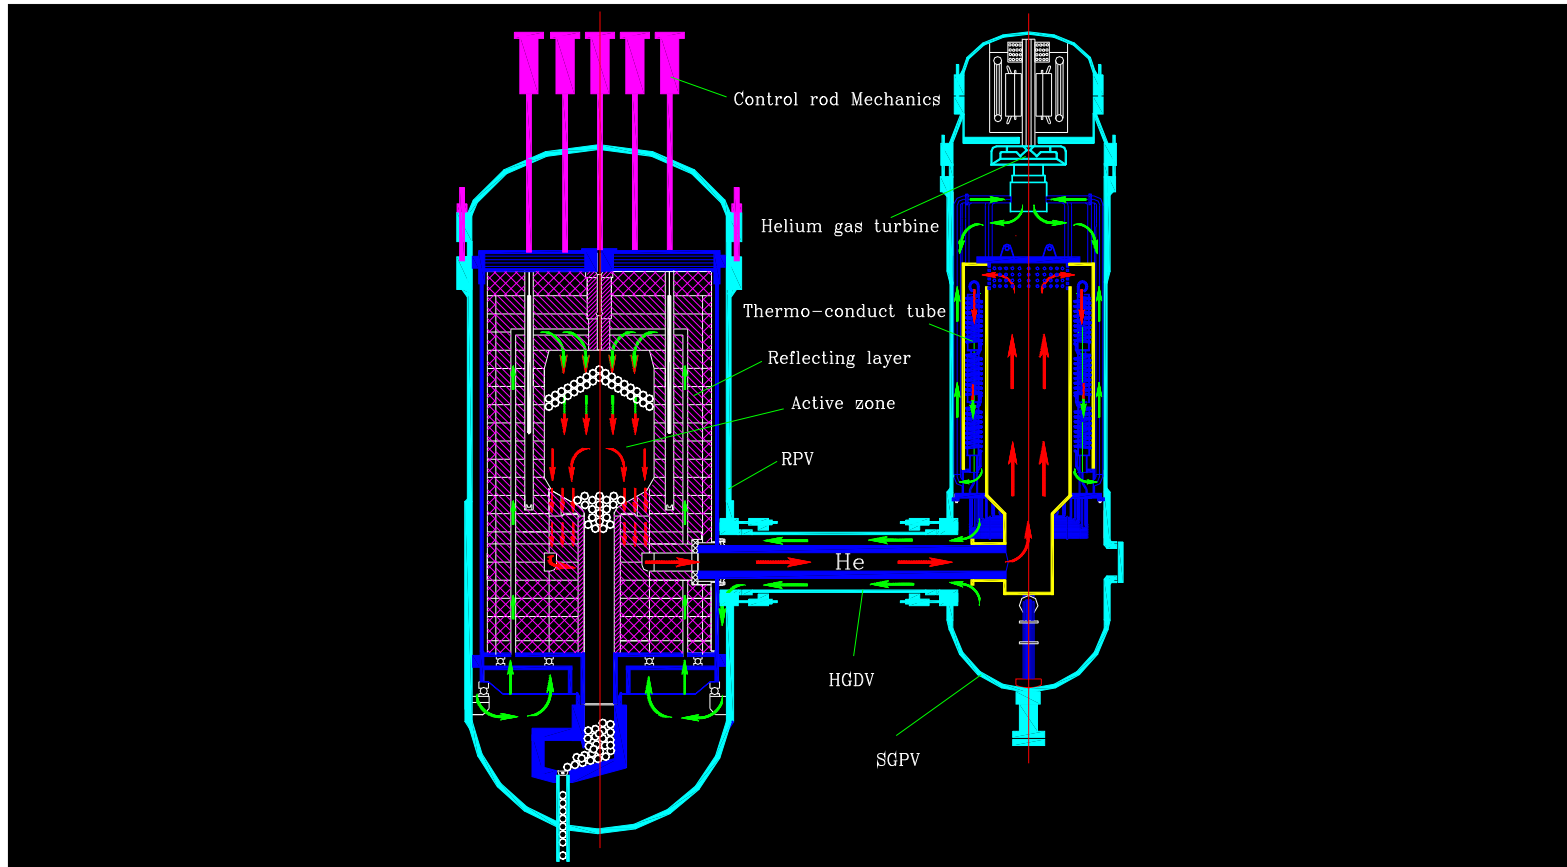 Control rod Mechanics
Helium gas turbine
Thermo-conduct tube
Reflecting layer
Active zone
RPV
He
HGDV
SGPV